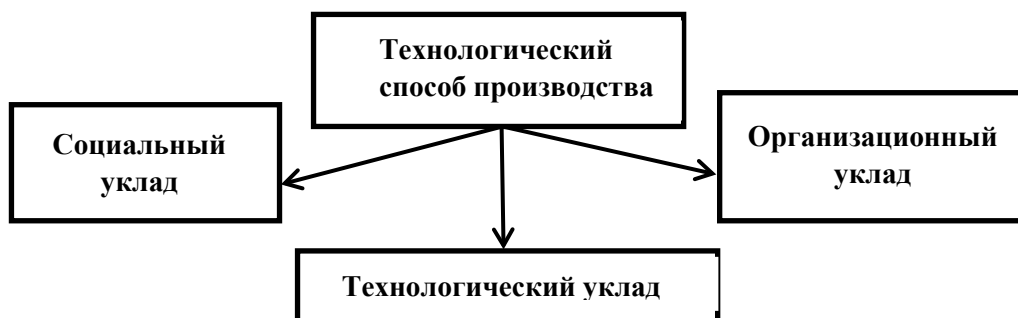 Технологический
способ производства
Социальный
уклад
Организационный
уклад
Технологический уклад